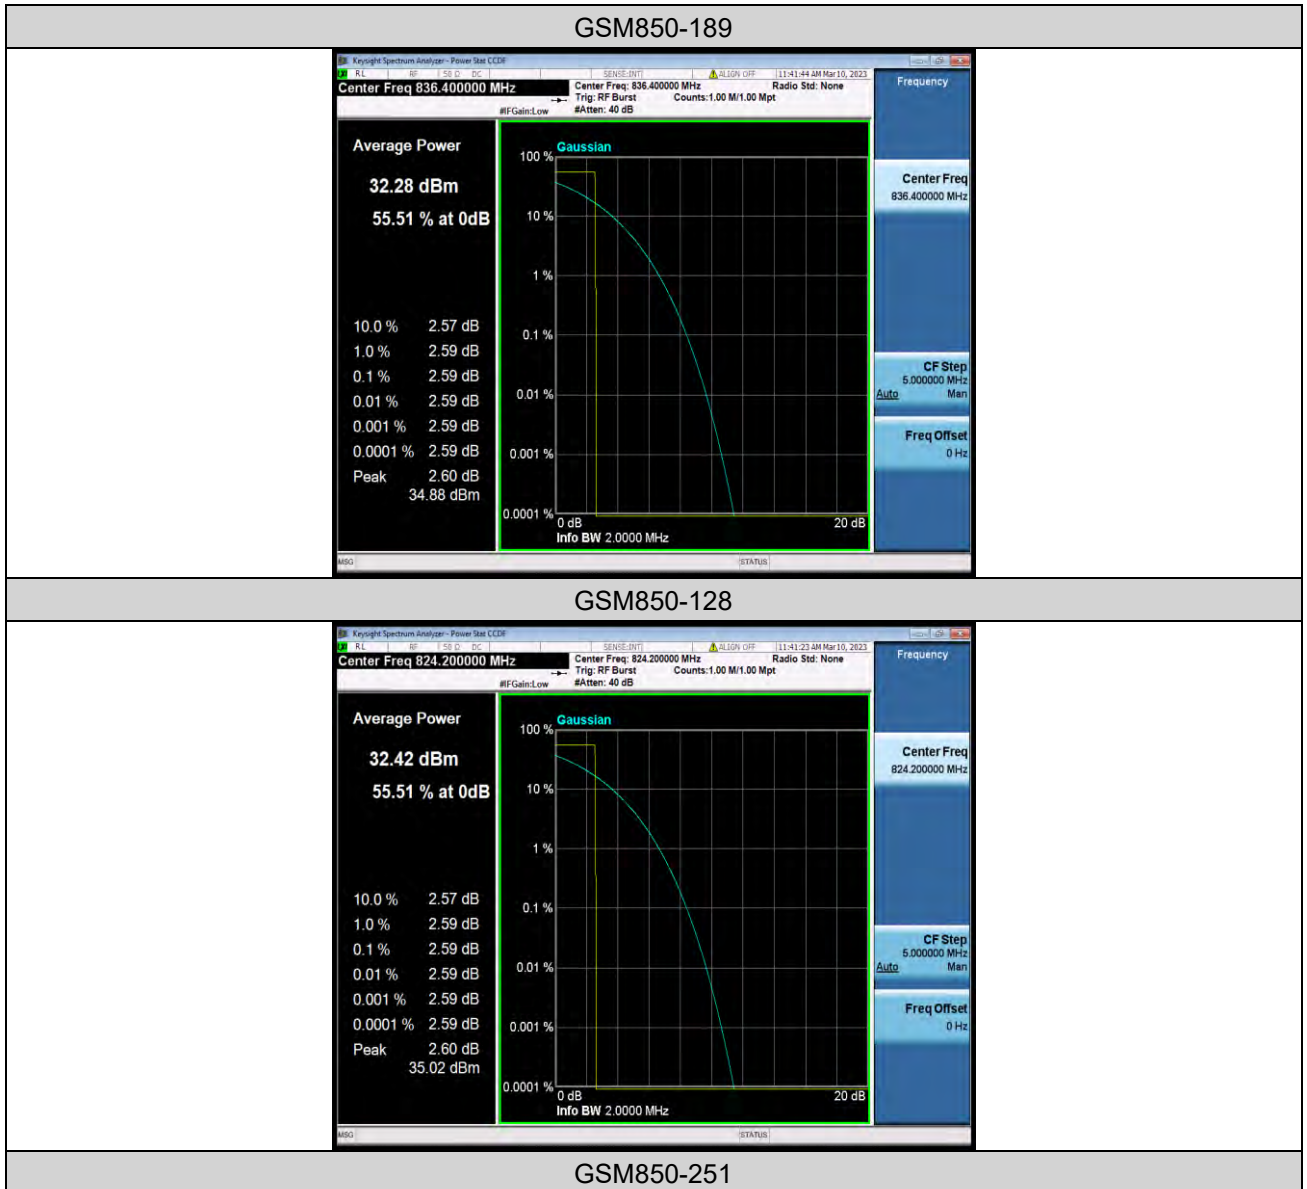 GSM850-189
Keysight Spectrum Analyzer - Power Stat CCDF
RL RF 50 Ω DC SENSE:INT ALIGN OFF 11:41:44 AM Mar 10, 2023
Center Freq 836.400000 MHz
Center Freq: 836.400000 MHz Radio Std: None
Trig: RF Burst Counts:1.00 M/1.00 Mpt
#IFGain:Low #Atten: 40 dB
Frequency
Average Power
32.28 dBm
55.51 % at 0dB
10.0 % 2.57 dB
1.0 % 2.59 dB
0.1 % 2.59 dB
0.01 % 2.59 dB
0.001 % 2.59 dB
0.0001 % 2.59 dB
Peak 2.60 dB
34.88 dBm
Gaussian
100 %
10 %
1 %
0.1 %
0.01 %
0.001 %
0.0001 %
0 dB 20 dB
Info BW 2.0000 MHz
Center Freq
836.400000 MHz
CF Step
5.000000 MHz
Auto Man
Freq Offset
0 Hz
MSG STATUS
GSM850-128
Keysight Spectrum Analyzer - Power Stat CCDF
RL RF 50 Ω DC SENSE:INT ALIGN OFF 11:41:23 AM Mar 10, 2023
Center Freq 824.200000 MHz
Center Freq: 824.200000 MHz Radio Std: None
Trig: RF Burst Counts:1.00 M/1.00 Mpt
#IFGain:Low #Atten: 40 dB
Frequency
Average Power
32.42 dBm
55.51 % at 0dB
10.0 % 2.57 dB
1.0 % 2.59 dB
0.1 % 2.59 dB
0.01 % 2.59 dB
0.001 % 2.59 dB
0.0001 % 2.59 dB
Peak 2.60 dB
35.02 dBm
Gaussian
100 %
10 %
1 %
0.1 %
0.01 %
0.001 %
0.0001 %
0 dB 20 dB
Info BW 2.0000 MHz
Center Freq
824.200000 MHz
CF Step
5.000000 MHz
Auto Man
Freq Offset
0 Hz
MSG STATUS
GSM850-251